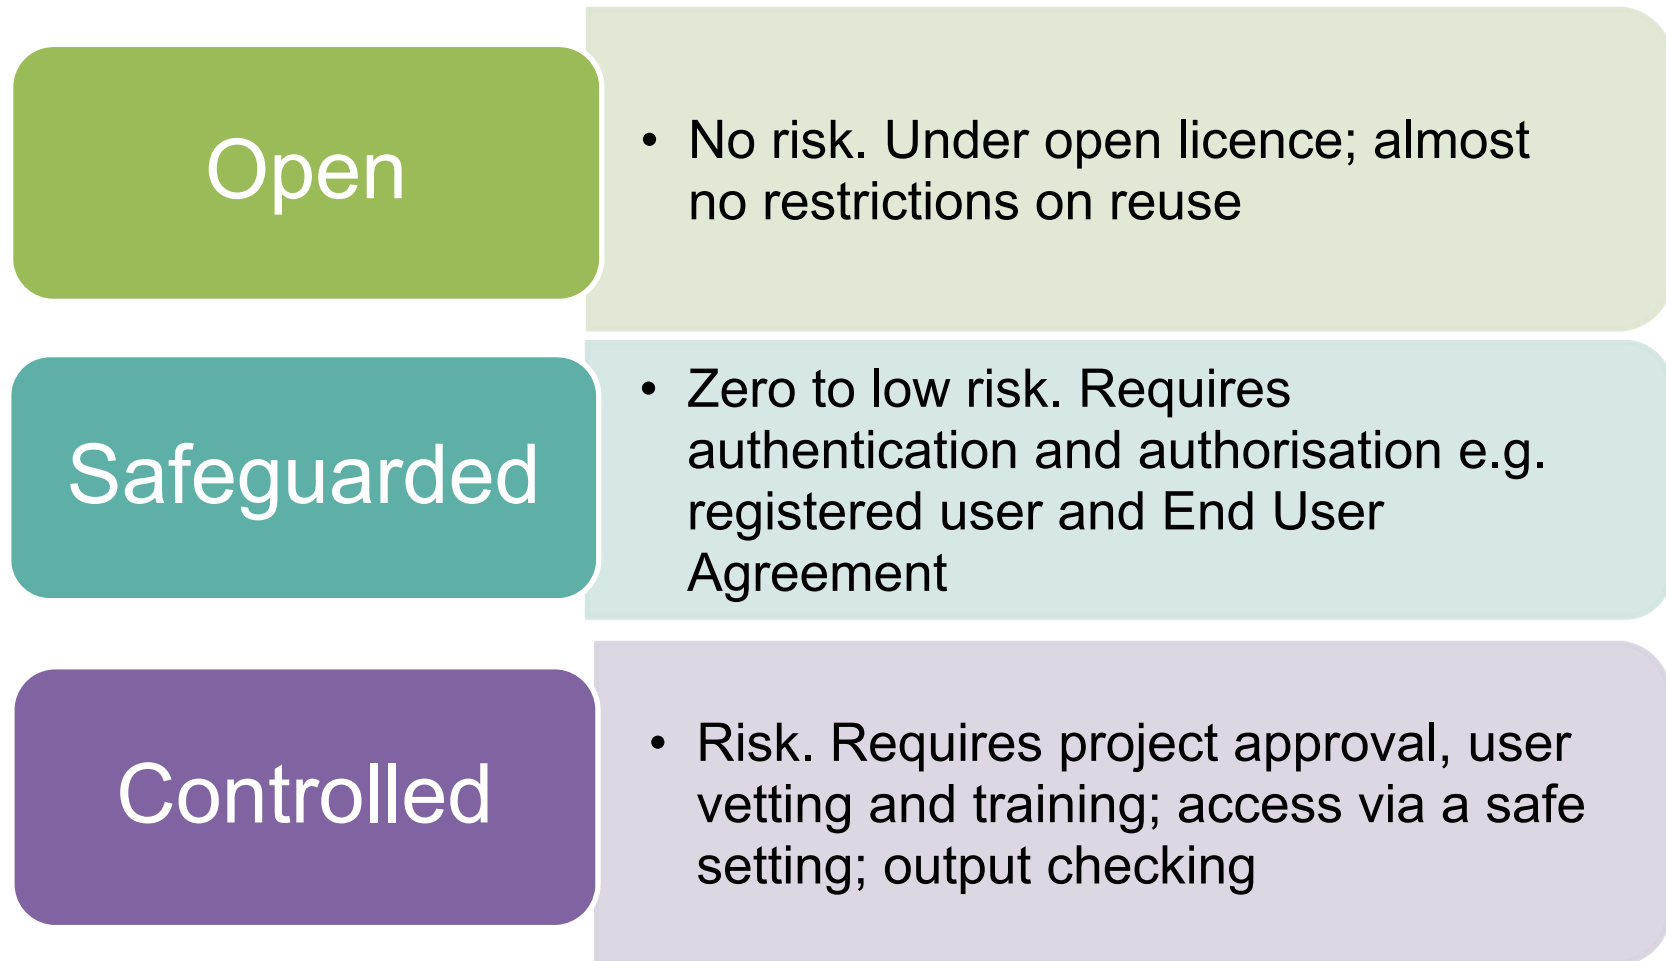 Open
• No risk. Under open licence; almost
no restrictions on reuse
Safeguarded
• Zero to low risk. Requires
authentication and authorisation e.g.
registered user and End User
Agreement
Controlled
• Risk. Requires project approval, user
vetting and training; access via a safe
setting; output checking